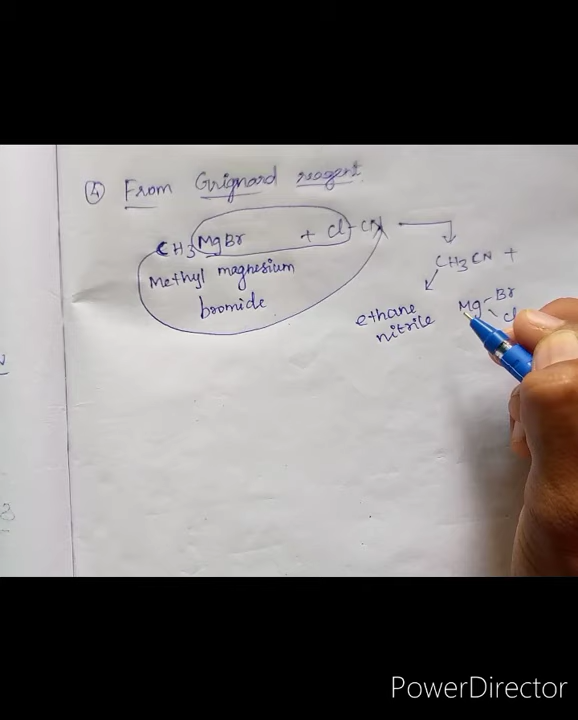 ④ From Grignard reagent
CH3MgBr + Cl-CN
CH3CN +
Methyl magnesium
bromide
ethane
nitrile
Mg-Br
Cl
PowerDirector